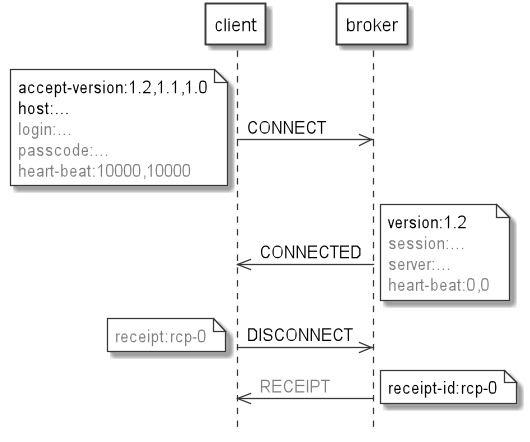 client
broker
accept-version:1.2,1.1,1.0
host:...
login:...
passcode:...
heart-beat:10000,10000
CONNECT
version:1.2
session:...
server:...
heart-beat:0,0
CONNECTED
receipt:rcp-0
DISCONNECT
RECEIPT
receipt-id:rcp-0